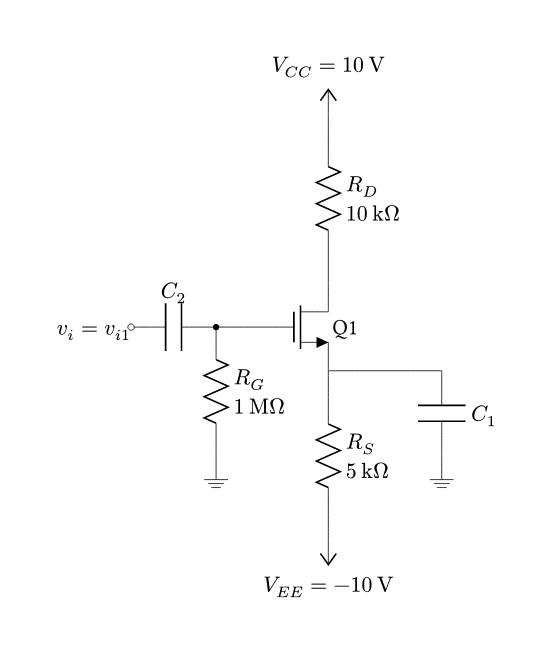 V_CC = 10 V
R_D
10 kΩ
C_2
v_i = v_i1
Q1
R_G
1 MΩ
C_1
R_S
5 kΩ
V_EE = −10 V